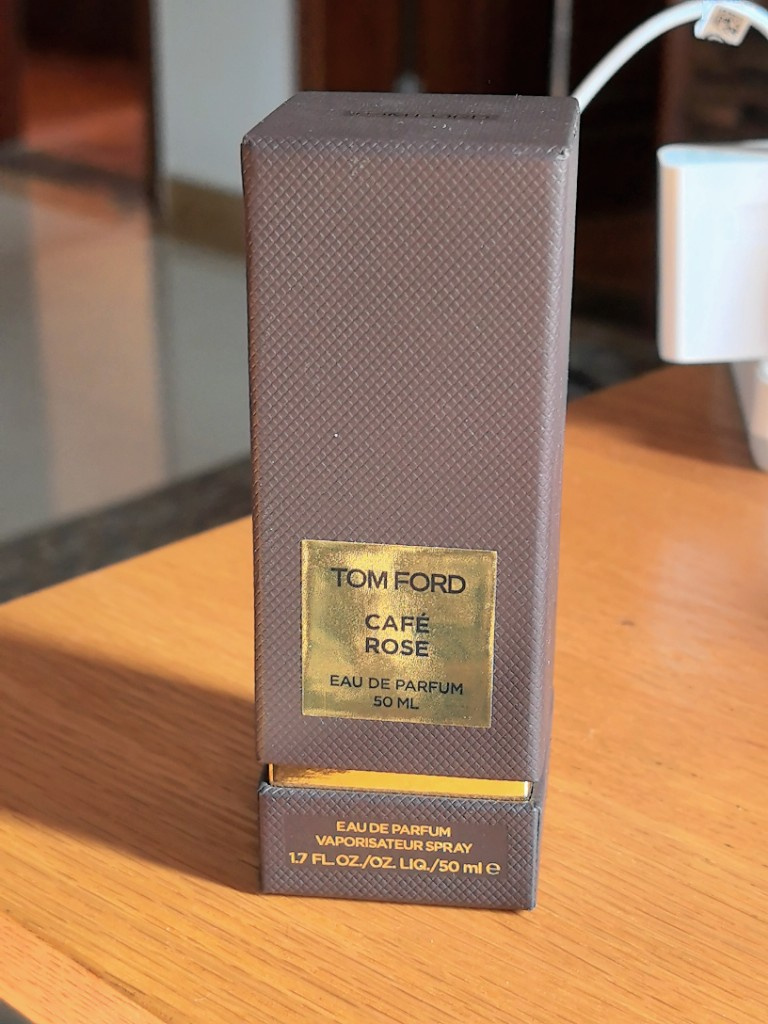 TOM FORD
CAFÉ
ROSE
EAU DE PARFUM
50 ML
EAU DE PARFUM
VAPORISATEUR SPRAY
1.7 FL.OZ./OZ. LIQ./50 ml ℮